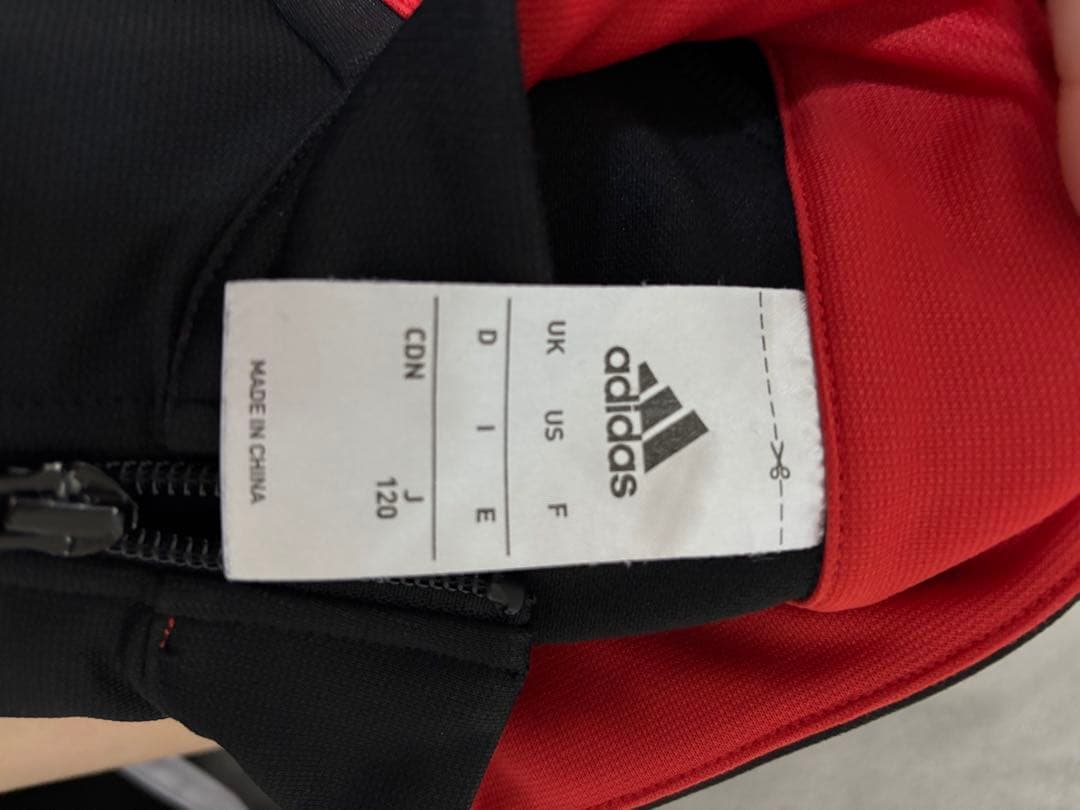 adidas
UK US F
D I E
CDN J
120
MADE IN CHINA